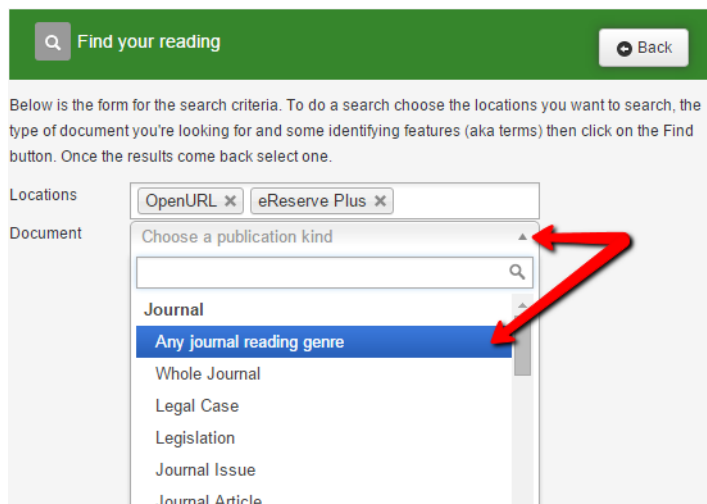 Find your reading
Back
Below is the form for the search criteria. To do a search choose the locations you want to search, the
type of document you're looking for and some identifying features (aka terms) then click on the Find
button. Once the results come back select one.
Locations
OpenURL
eReserve Plus
Document
Choose a publication kind
Journal
Any journal reading genre
Whole Journal
Legal Case
Legislation
Journal Issue
Journal Article